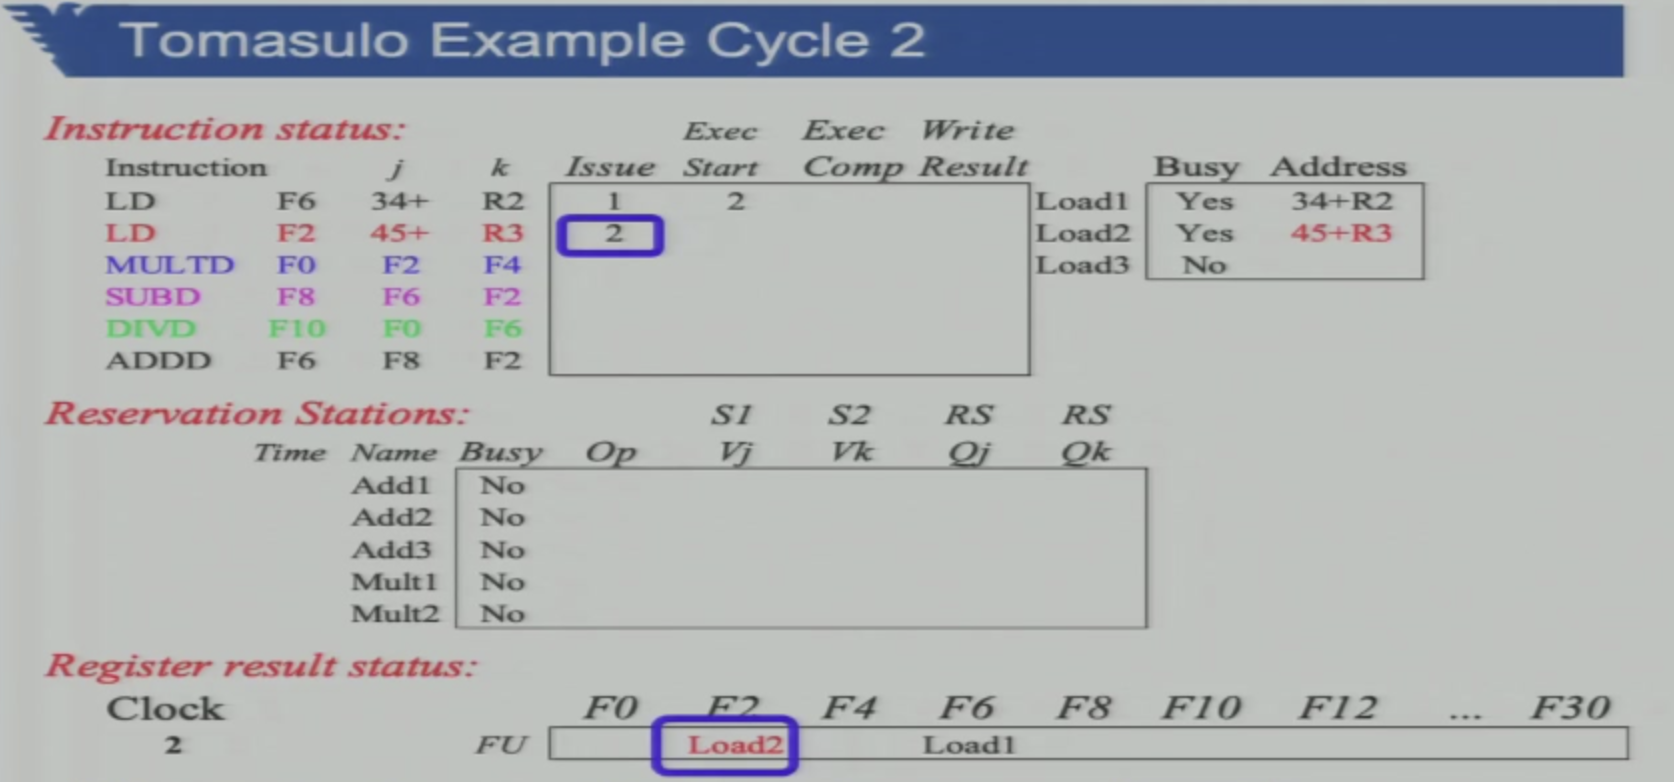 Tomasulo Example Cycle 2
Instruction status: Exec Exec Write
Instruction j k Issue Start Comp Result Busy Address
LD F6 34+ R2 1 2 Load1 Yes 34+R2
LD F2 45+ R3 2 Load2 Yes 45+R3
MULTD F0 F2 F4 Load3 No
SUBD F8 F6 F2
DIVD F10 F0 F6
ADDD F6 F8 F2
Reservation Stations: S1 S2 RS RS
Time Name Busy Op Vj Vk Qj Qk
Add1 No
Add2 No
Add3 No
Mult1 No
Mult2 No
Register result status:
Clock F0 F2 F4 F6 F8 F10 F12 ... F30
2 FU Load2 Load1